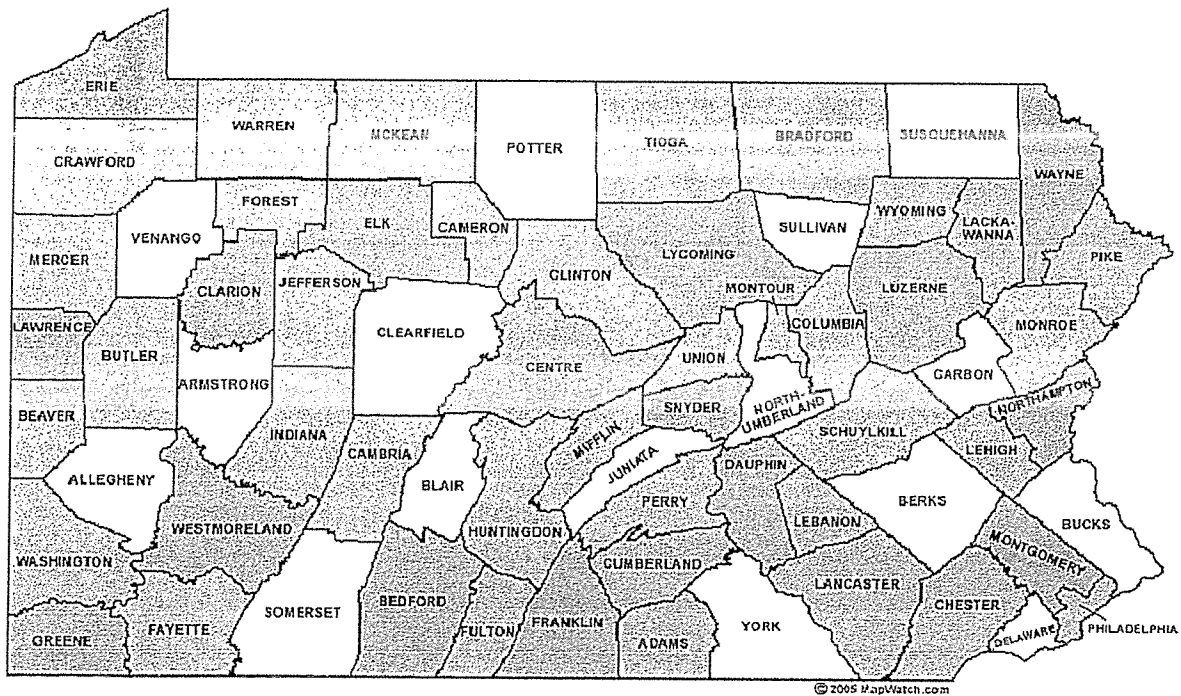 ERIE
WARREN
MCKEAN
POTTER
TIOGA
BRADFORD
SUSQUEHANNA
CRAWFORD
WAYNE
FOREST
ELK
CAMERON
WYOMING
LACKA-
WANNA
VENANGO
SULLIVAN
MERCER
CLARION
JEFFERSON
CLINTON
LYCOMING
PIKE
MONTOUR
LUZERNE
LAWRENCE
CLEARFIELD
COLUMBIA
MONROE
BUTLER
CENTRE
UNION
CARBON
ARMSTRONG
NORTHAMPTON
BEAVER
SNYDER
NORTH-
UMBERLAND
INDIANA
MIFFLIN
SCHUYLKILL
CAMBRIA
LEHIGH
ALLEGHENY
BLAIR
JUNIATA
DAUPHIN
PERRY
BERKS
WESTMORELAND
HUNTINGDON
LEBANON
BUCKS
WASHINGTON
CUMBERLAND
MONTGOMERY
LANCASTER
BEDFORD
SOMERSET
CHESTER
GREENE
FAYETTE
FULTON
FRANKLIN
ADAMS
YORK
DELAWARE
PHILADELPHIA
© 2005 MapWatch.com